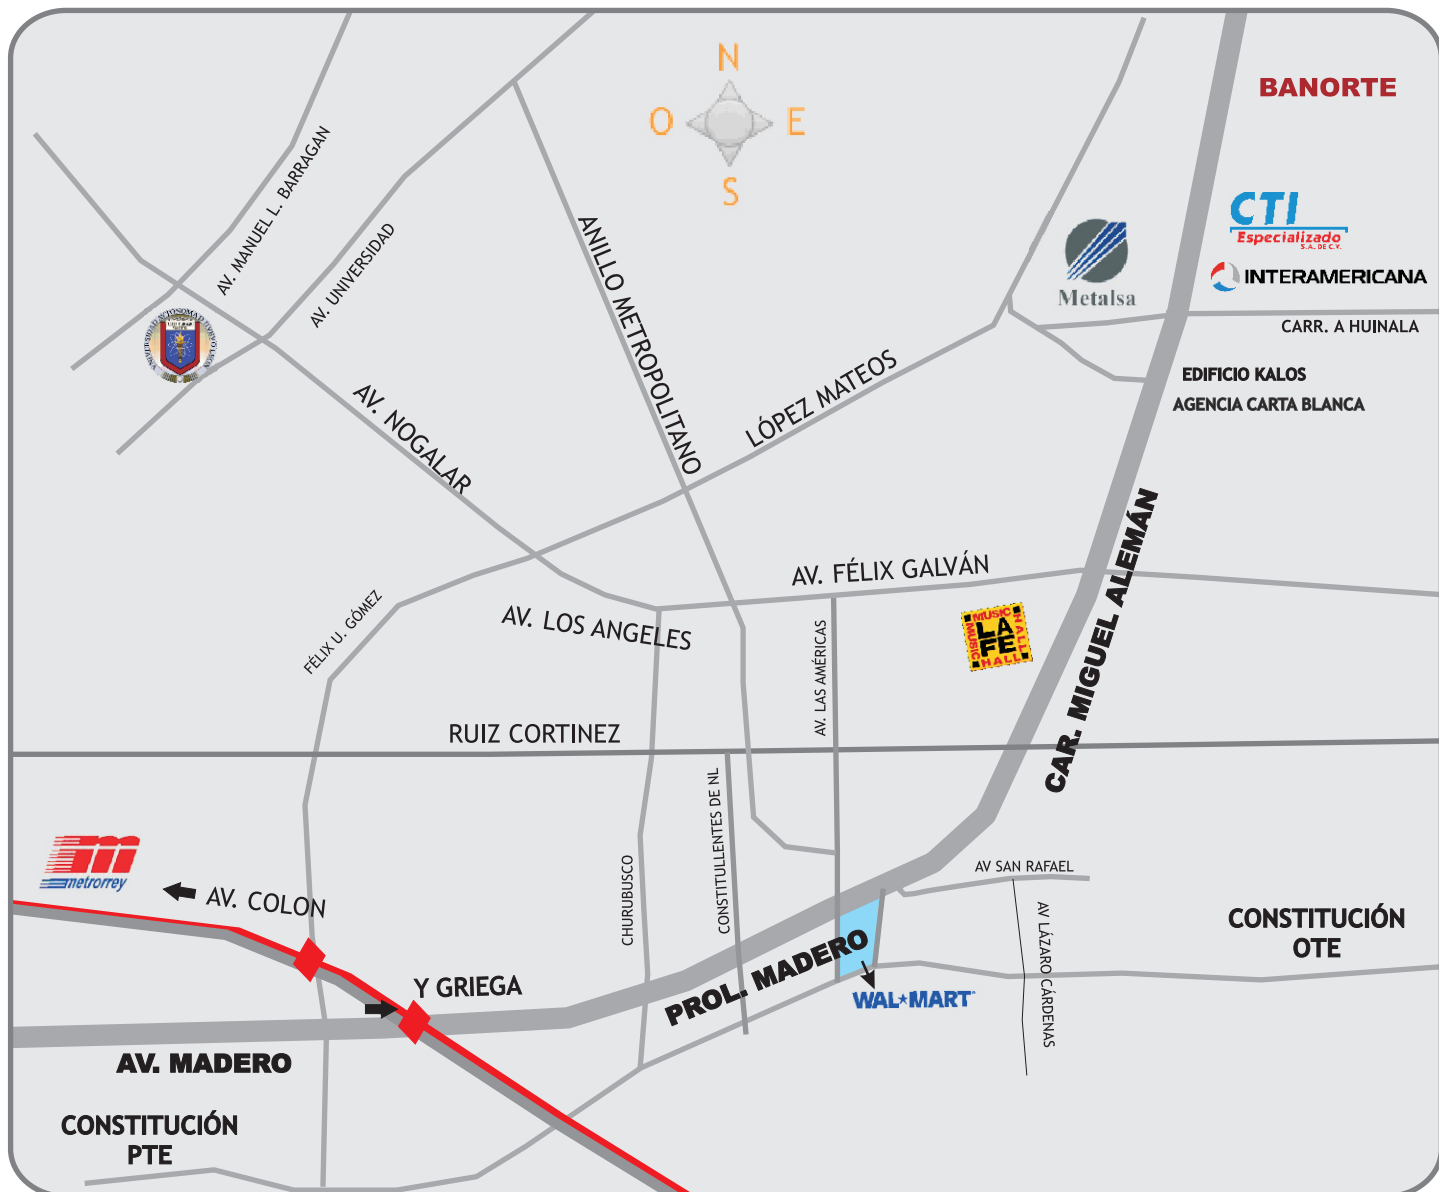 N
O
E
S
BANORTE
CTI
Especializado
S.A. DE C.V.
INTERAMERICANA
CARR. A HUINALA
Metalsa
EDIFICIO KALOS
AGENCIA CARTA BLANCA
AV. MANUEL L. BARRAGAN
AV. UNIVERSIDAD
ANILLO METROPOLITANO
LÓPEZ MATEOS
AV. NOGALAR
AV. FÉLIX GALVÁN
CAR. MIGUEL ALEMÁN
FÉLIX U. GÓMEZ
AV. LOS ANGELES
AV. LAS AMÉRICAS
MUSIC
HALL
LA
FE
MUSIC
HALL
RUIZ CORTINEZ
CONSTITULLENTES DE NL
CHURUBUSCO
metrorrey
AV. COLON
AV SAN RAFAEL
AV LÁZARO CÁRDENAS
CONSTITUCIÓN
OTE
Y GRIEGA
PROL. MADERO
WAL★MART
AV. MADERO
CONSTITUCIÓN
PTE